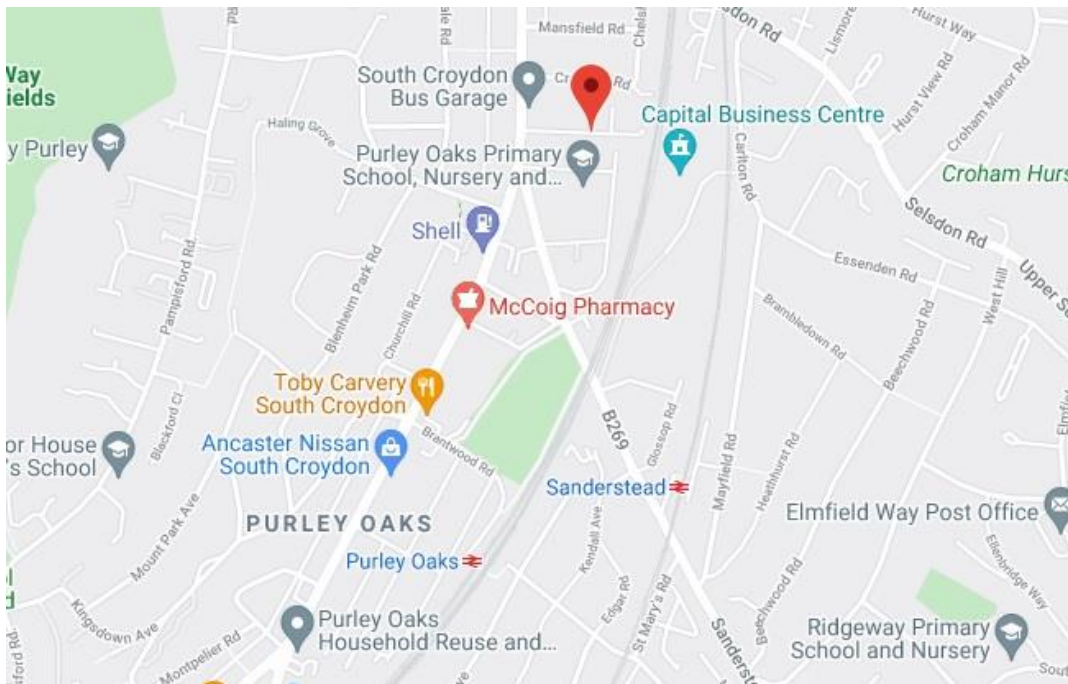 Mansfield Rd
Selsdon Rd
Hurst Way
South Croydon
Bus Garage
Way
ields
Hurst View Rd
Croham Manor Rd
Capital Business Centre
Haling Grove
y Purley
Purley Oaks Primary
School, Nursery and...
Carlton Rd
Croham Hurs
Selsdon Rd
Shell
Pampisford Rd
Blenheim Park Rd
Churchill Rd
Essenden Rd
West Hill
McCoig Pharmacy
Brambledown Rd
Beechwood Rd
Toby Carvery
South Croydon
Blackford Cl
Brantwood Rd
B269
Glossop Rd
or House
's School
Ancaster Nissan
South Croydon
Sanderstead
Mayfield Rd
Heathhurst Rd
Elmfield Way Post Office
PURLEY OAKS
Mount Park Ave
Kendall Ave
Purley Oaks
Ellenbridge Way
Edgar Rd
St Mary's Rd
Beechwood Rd
Kingsdown Ave
Purley Oaks
Household Reuse and...
Montpelier Rd
Ridgeway Primary
School and Nursery